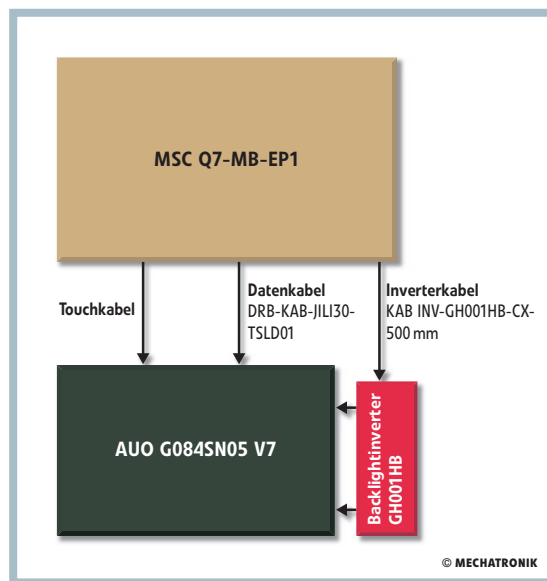 MSC Q7-MB-EP1
Touchkabel
Datenkabel
DRB-KAB-JILI30-
TSLD01
Inverterkabel
KAB INV-GH001HB-CX-
500 mm
AUO G084SN05 V7
Backlightinverter
GH001HB
© MECHATRONIK